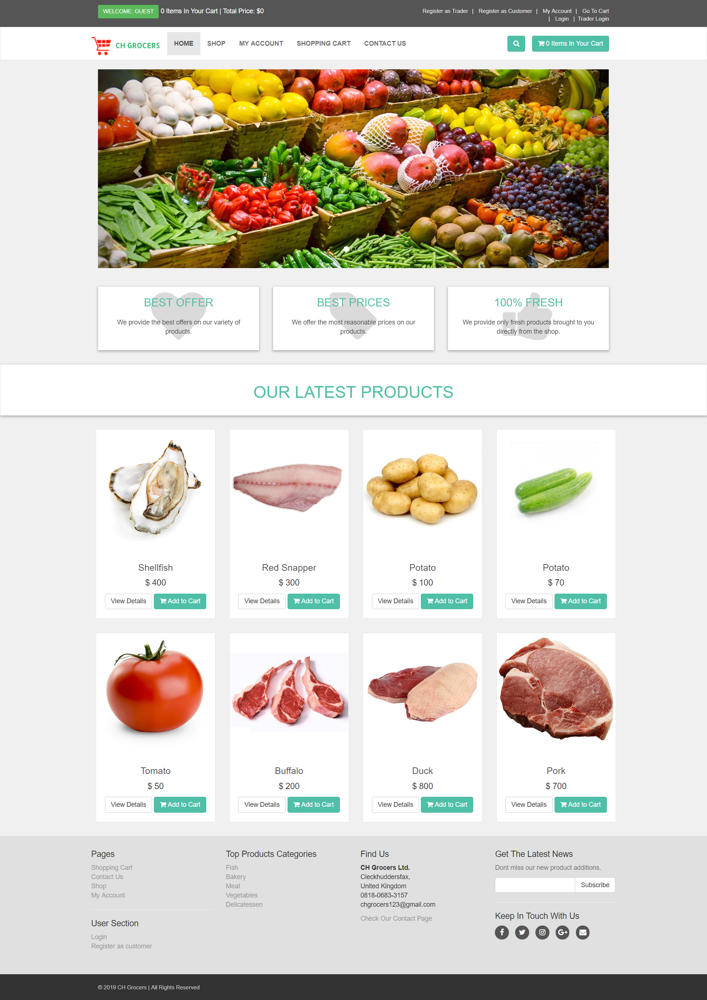 WELCOME: GUEST 0 Items In Your Cart | Total Price: $0
Register as Trader | Register as Customer | My Account | Go To Cart
| Login | Trader Login
CH GROCERS
HOME SHOP MY ACCOUNT SHOPPING CART CONTACT US
0 Items In Your Cart
BEST OFFER
We provide the best offers on our variety of
products.
BEST PRICES
We offer the most reasonable prices on our
products.
100% FRESH
We provide only fresh products brought to you
directly from the shop.
OUR LATEST PRODUCTS
Shellfish
$ 400
View Details Add to Cart
Red Snapper
$ 300
View Details Add to Cart
Potato
$ 100
View Details Add to Cart
Potato
$ 70
View Details Add to Cart
Tomato
$ 50
View Details Add to Cart
Buffalo
$ 200
View Details Add to Cart
Duck
$ 800
View Details Add to Cart
Pork
$ 700
View Details Add to Cart
Pages
Shopping Cart
Contact Us
Shop
My Account
User Section
Login
Register as customer
Top Products Categories
Fish
Bakery
Meat
Vegetables
Delicatessen
Find Us
CH Grocers Ltd.
Cleckhuddersfax,
United Kingdom
0818-0683-3157
chgrocers123@gmail.com
Check Our Contact Page
Get The Latest News
Dont miss our new product additions.
Subscribe
Keep In Touch With Us
© 2019 CH Grocers | All Rights Reserved